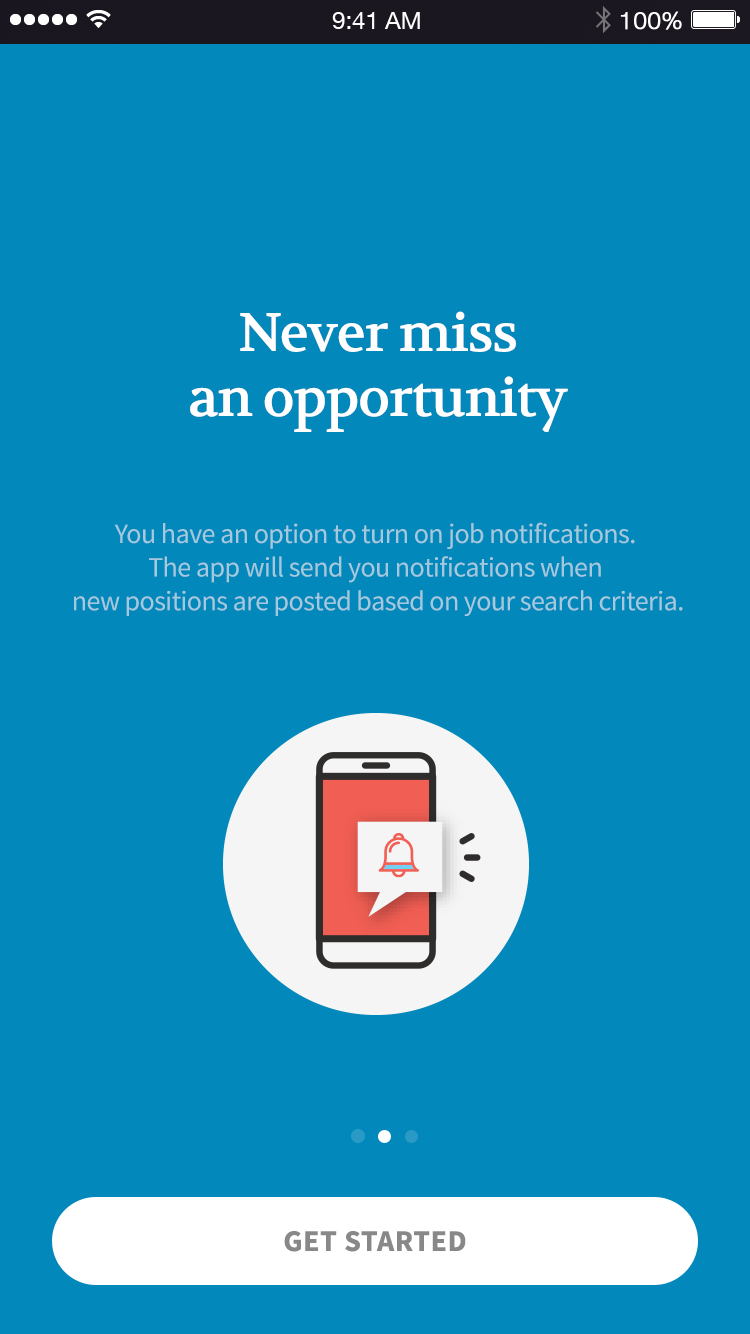 9:41 AM
100%
Never miss
an opportunity
You have an option to turn on job notifications.
The app will send you notifications when
new positions are posted based on your search criteria.
GET STARTED